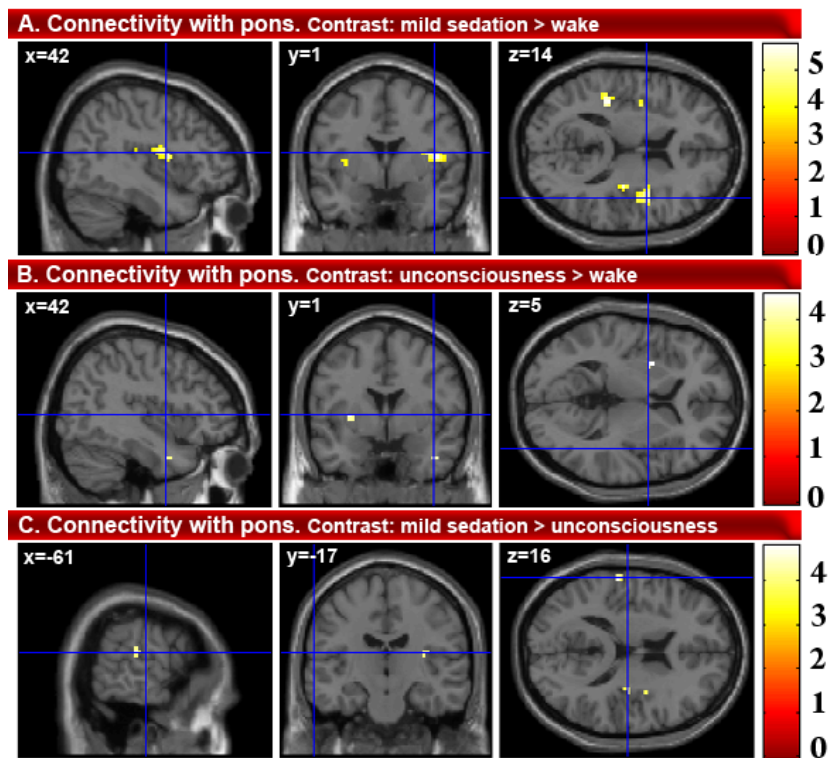 A. Connectivity with pons. Contrast: mild sedation > wake
x=42 y=1 z=14
5
4
3
2
1
0
B. Connectivity with pons. Contrast: unconsciousness > wake
x=42 y=1 z=5
4
3
2
1
0
C. Connectivity with pons. Contrast: mild sedation > unconsciousness
x=-61 y=-17 z=16
4
3
2
1
0